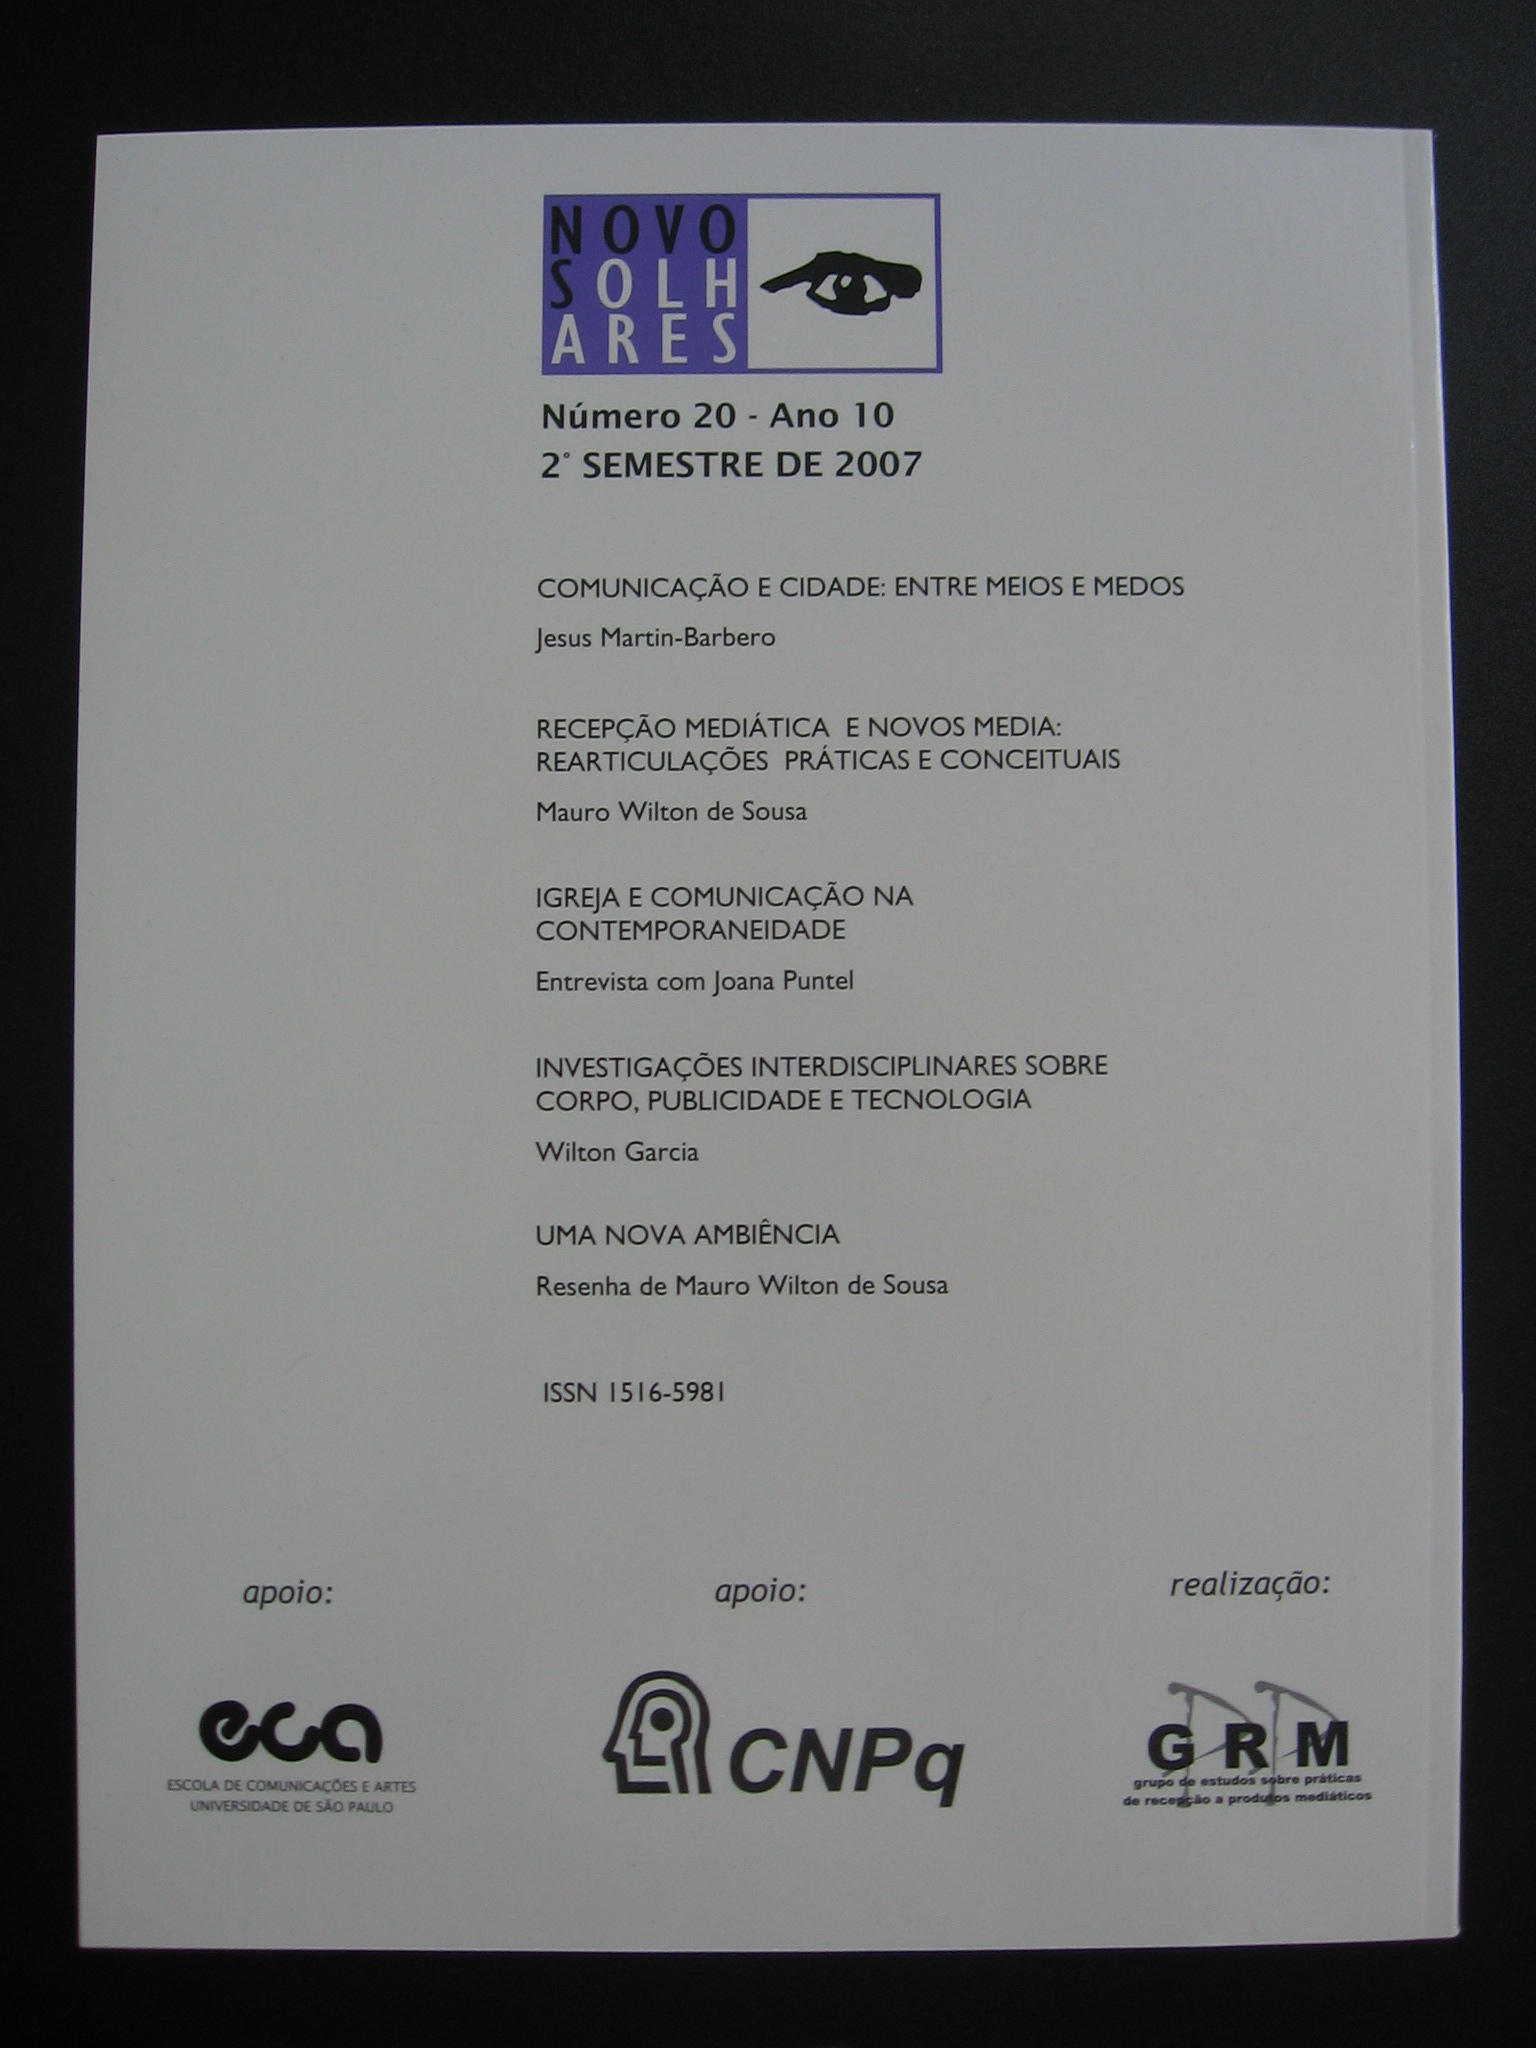 NOVO
SOLH
ARES
Número 20 - Ano 10
2° SEMESTRE DE 2007
COMUNICAÇÃO E CIDADE: ENTRE MEIOS E MEDOS
Jesus Martin-Barbero
RECEPÇÃO MEDIÁTICA E NOVOS MEDIA:
REARTICULAÇÕES PRÁTICAS E CONCEITUAIS
Mauro Wilton de Sousa
IGREJA E COMUNICAÇÃO NA
CONTEMPORANEIDADE
Entrevista com Joana Puntel
INVESTIGAÇÕES INTERDISCIPLINARES SOBRE
CORPO, PUBLICIDADE E TECNOLOGIA
Wilton Garcia
UMA NOVA AMBIÊNCIA
Resenha de Mauro Wilton de Sousa
ISSN 1516-5981
apoio:
eca
ESCOLA DE COMUNICAÇÕES E ARTES
UNIVERSIDADE DE SÃO PAULO
apoio:
CNPq
realização:
GRM
grupo de estudos sobre práticas
de recepção a produtos mediáticos